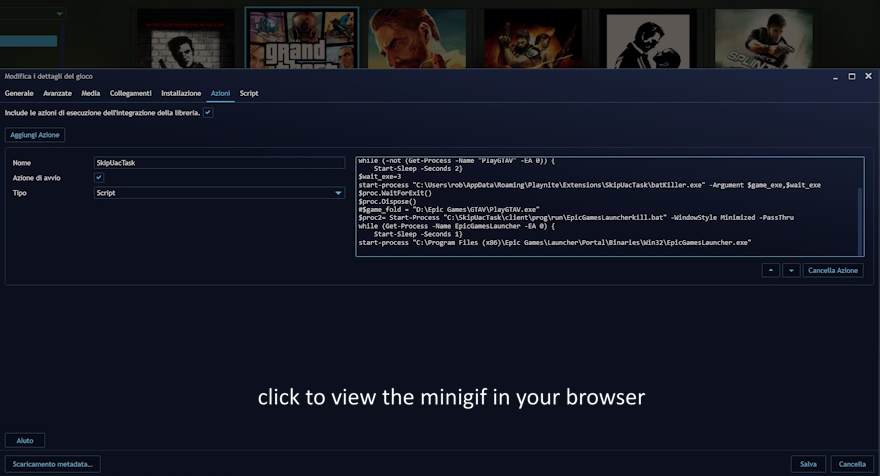 grand
SPLINTER
Modifica i dettagli del gioco
Generale Avanzate Media Collegamenti Installazione Azioni Script
Include le azioni di esecuzione dell'integrazione della libreria.
Aggiungi Azione
Nome SkipUacTask
Azione di avvio
Tipo Script
while (-not (Get-Process -Name "PlayGTAV" -EA 0)) {
Start-Sleep -Seconds 2}
$wait_exe=3
start-process "C:\Users\rob\AppData\Roaming\Playnite\Extensions\SkipUacTask\batKiller.exe" -Argument $game_exe,$wait_exe
$proc.WaitForExit()
$proc.Dispose()
#$game_fold = "D:\Epic Games\GTAV\PlayGTAV.exe"
$proc2= Start-Process "C:\SkipUacTask\client\prog\run\EpicGamesLauncherkill.bat" -WindowStyle Minimized -PassThru
while (Get-Process -Name EpicGamesLauncher -EA 0) {
Start-Sleep -Seconds 1}
start-process "C:\Program Files (x86)\Epic Games\Launcher\Portal\Binaries\Win32\EpicGamesLauncher.exe"
Cancella Azione
click to view the minigif in your browser
Aiuto
Scaricamento metadata... Salva Cancella